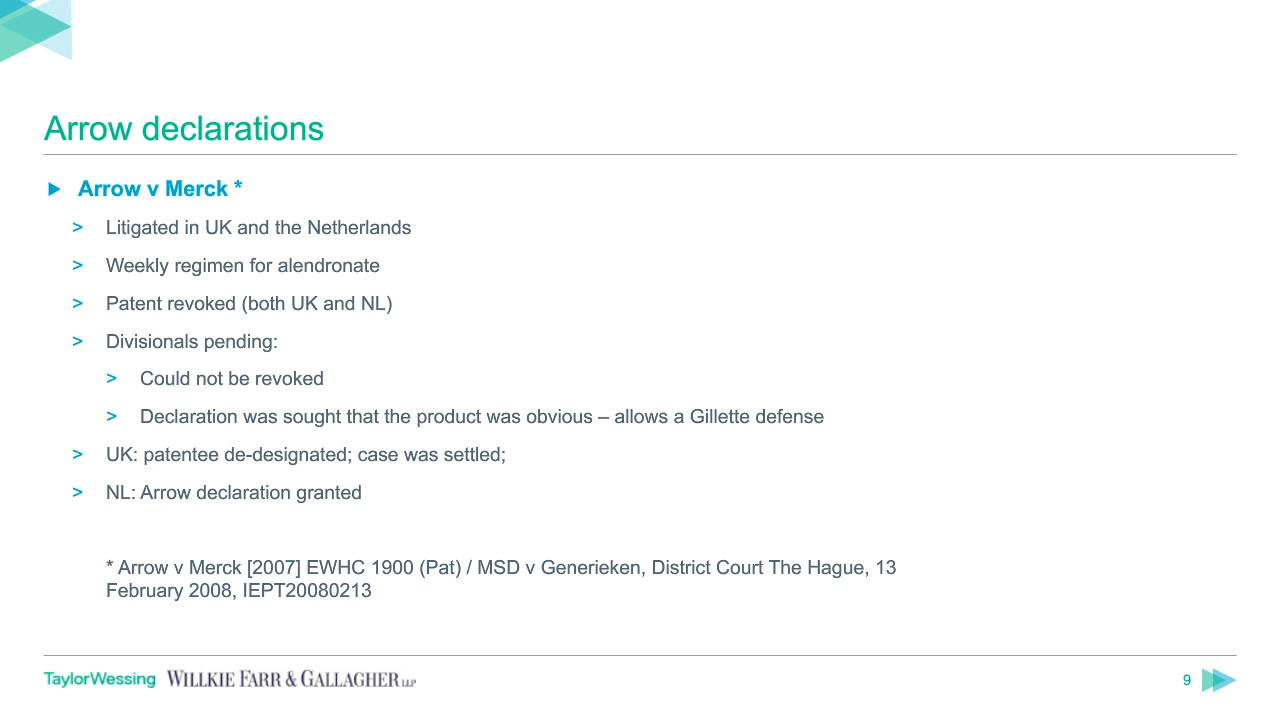 Arrow declarations
Arrow v Merck *
> Litigated in UK and the Netherlands
> Weekly regimen for alendronate
> Patent revoked (both UK and NL)
> Divisionals pending:
> Could not be revoked
> Declaration was sought that the product was obvious – allows a Gillette defense
> UK: patentee de-designated; case was settled;
> NL: Arrow declaration granted
* Arrow v Merck [2007] EWHC 1900 (Pat) / MSD v Generieken, District Court The Hague, 13
February 2008, IEPT20080213
TaylorWessing WILLKIE FARR & GALLAGHER LLP
9